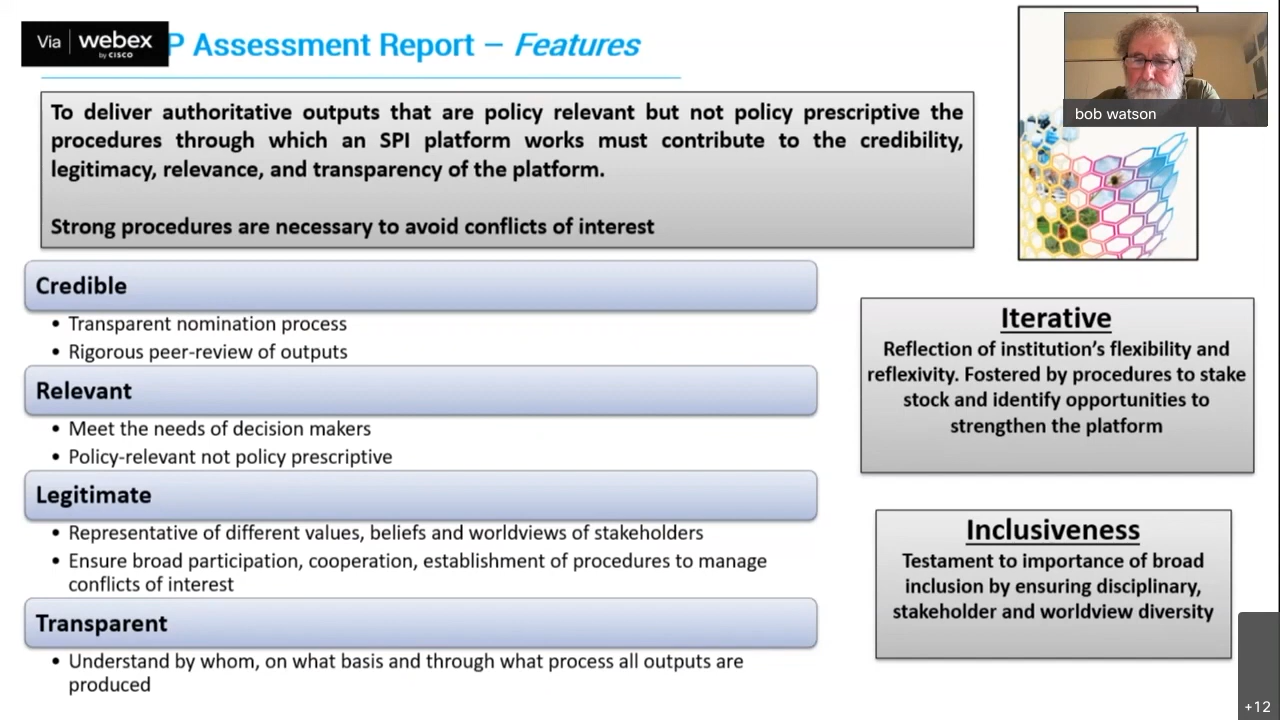 Via webex
by CISCO
P Assessment Report – Features
bob watson
To deliver authoritative outputs that are policy relevant but not policy prescriptive the
procedures through which an SPI platform works must contribute to the credibility,
legitimacy, relevance, and transparency of the platform.
Strong procedures are necessary to avoid conflicts of interest
Credible
• Transparent nomination process
• Rigorous peer-review of outputs
Relevant
• Meet the needs of decision makers
• Policy-relevant not policy prescriptive
Legitimate
• Representative of different values, beliefs and worldviews of stakeholders
• Ensure broad participation, cooperation, establishment of procedures to manage
conflicts of interest
Transparent
• Understand by whom, on what basis and through what process all outputs are
produced
Iterative
Reflection of institution’s flexibility and
reflexivity. Fostered by procedures to stake
stock and identify opportunities to
strengthen the platform
Inclusiveness
Testament to importance of broad
inclusion by ensuring disciplinary,
stakeholder and worldview diversity
+12